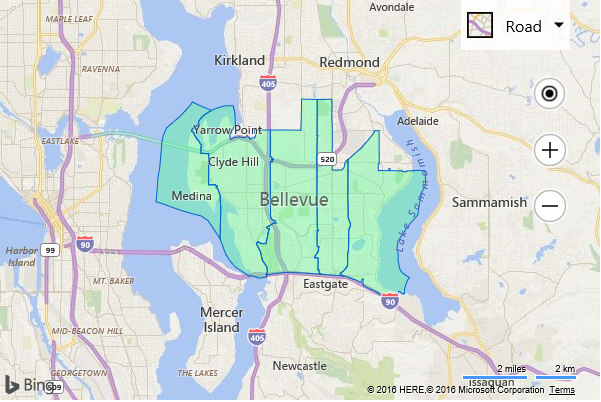 Avondale
MAPLE LEAF
Road
Kirkland
Redmond
RAVENNA
405
Adelaide
EASTLAKE
Yarrow Point
520
Clyde Hill
Lake Sammamish
Medina
Bellevue
Sammamish
99
90
Harbor
Island
MT. BAKER
Eastgate
90
Mercer
Island
MID-BEACON HILL
405
Newcastle
GEORGETOWN
THE LAKES
2 miles
2 km
Bing
509
Issaquah
© 2016 HERE, © 2016 Microsoft Corporation Terms